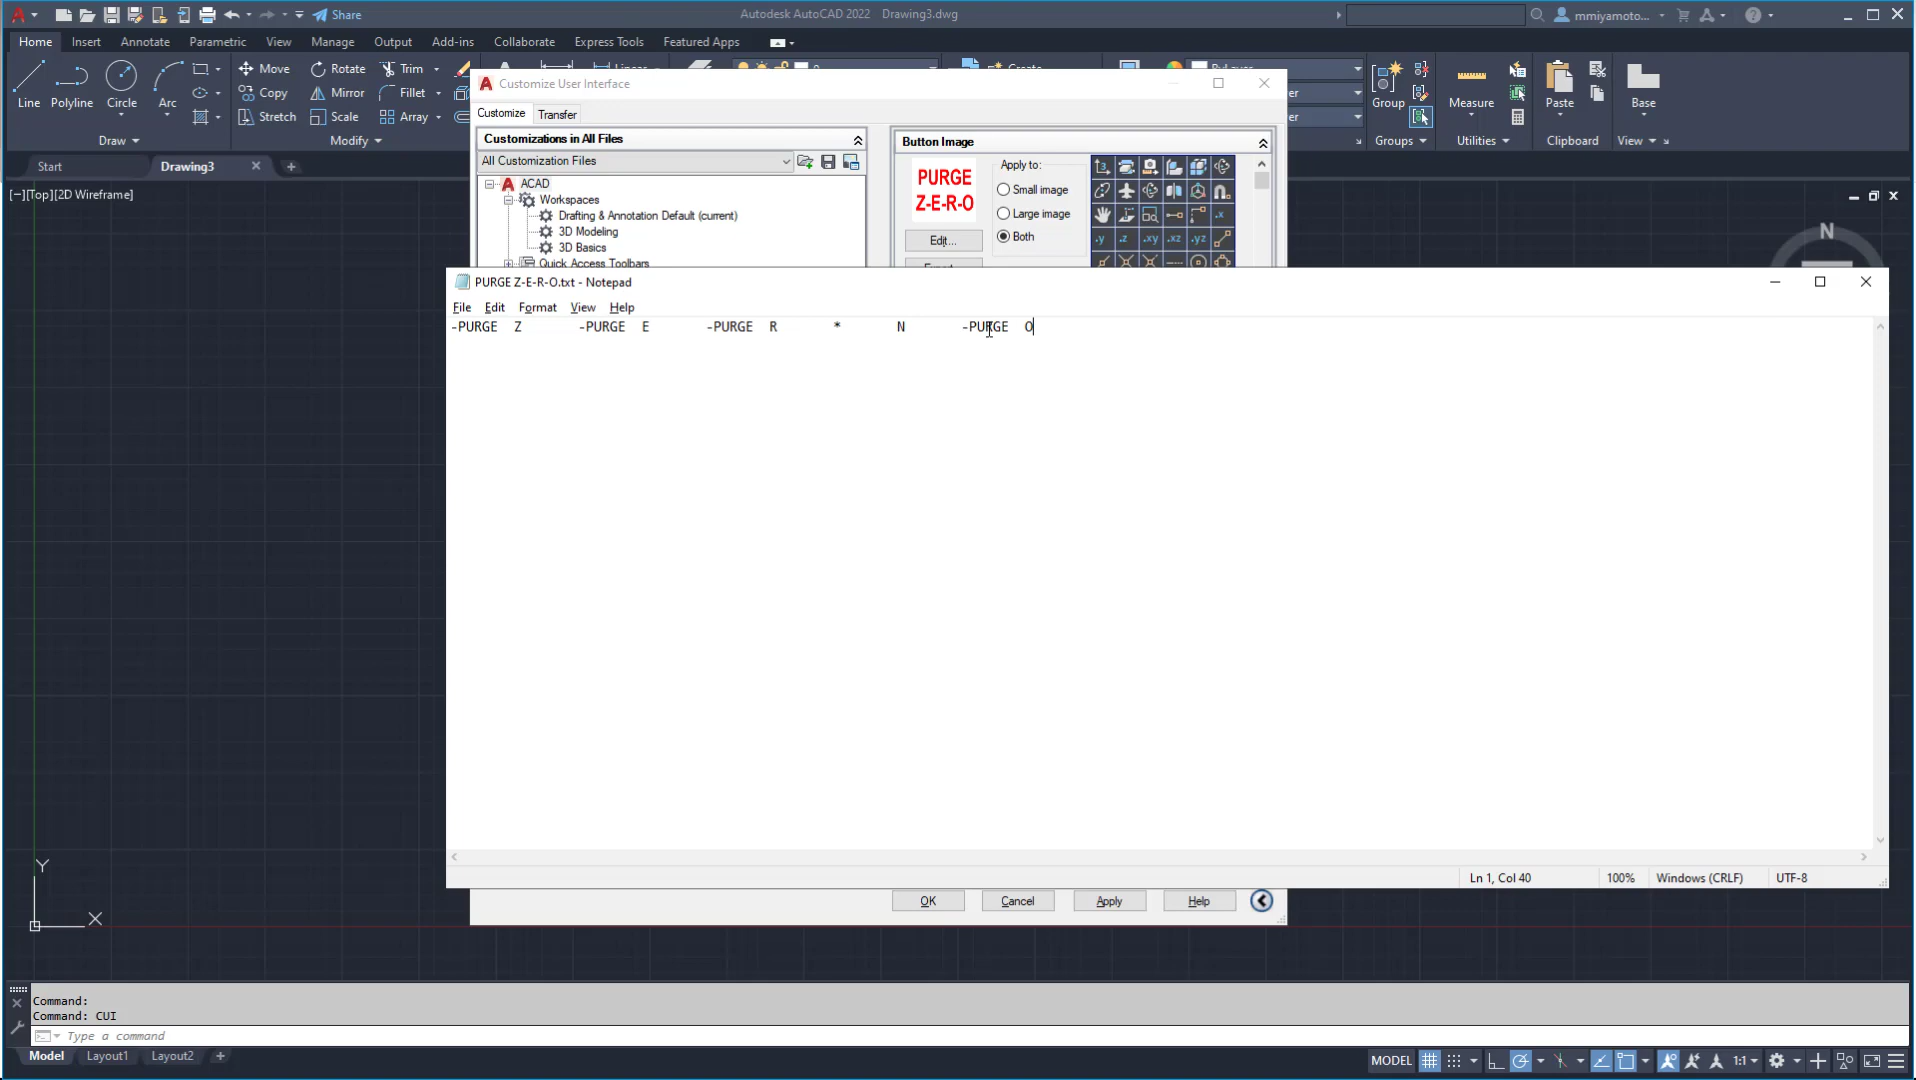 Share
Autodesk AutoCAD 2022 Drawing3.dwg
mmiyamoto...
Home Insert Annotate Parametric View Manage Output Add-ins Collaborate Express Tools Featured Apps
Line Polyline Circle Arc
Move Rotate Trim
Copy Mirror Fillet
Stretch Scale Array
Draw Modify
Group Measure Paste Base
Groups Utilities Clipboard View
Start Drawing3
[−][Top][2D Wireframe]
N
Customize User Interface
Customize Transfer
Customizations in All Files
All Customization Files
ACAD
Workspaces
Drafting & Annotation Default (current)
3D Modeling
3D Basics
Quick Access Toolbars
Button Image
PURGE
Z-E-R-O
Edit...
Apply to:
Small image
Large image
Both
PURGE Z-E-R-O.txt - Notepad
File Edit Format View Help
-PURGE Z -PURGE E -PURGE R * N -PURGE O
Ln 1, Col 40 100% Windows (CRLF) UTF-8
OK Cancel Apply Help
Y
X
Command:
Command: CUI
Type a command
Model Layout1 Layout2 +
MODEL 1:1